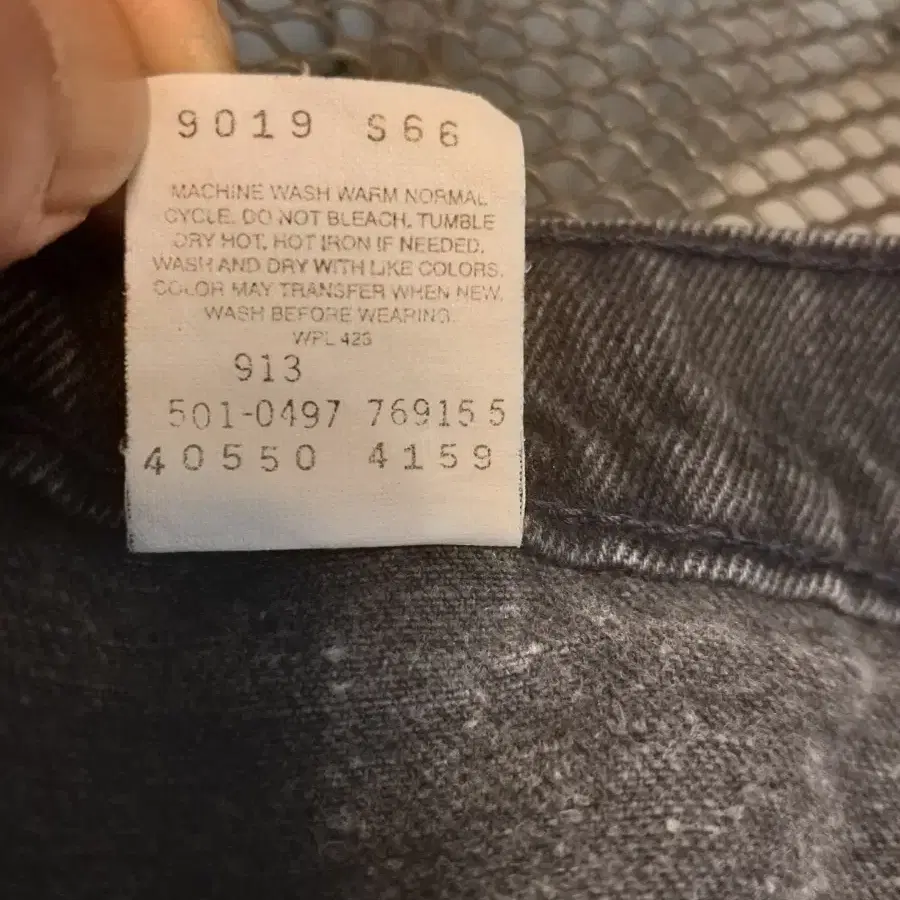 9019 S66
MACHINE WASH WARM NORMAL
CYCLE. DO NOT BLEACH. TUMBLE
DRY HOT. HOT IRON IF NEEDED.
WASH AND DRY WITH LIKE COLORS.
COLOR MAY TRANSFER WHEN NEW.
WASH BEFORE WEARING.
WPL 423
913
501-0497 769155
40550 4159